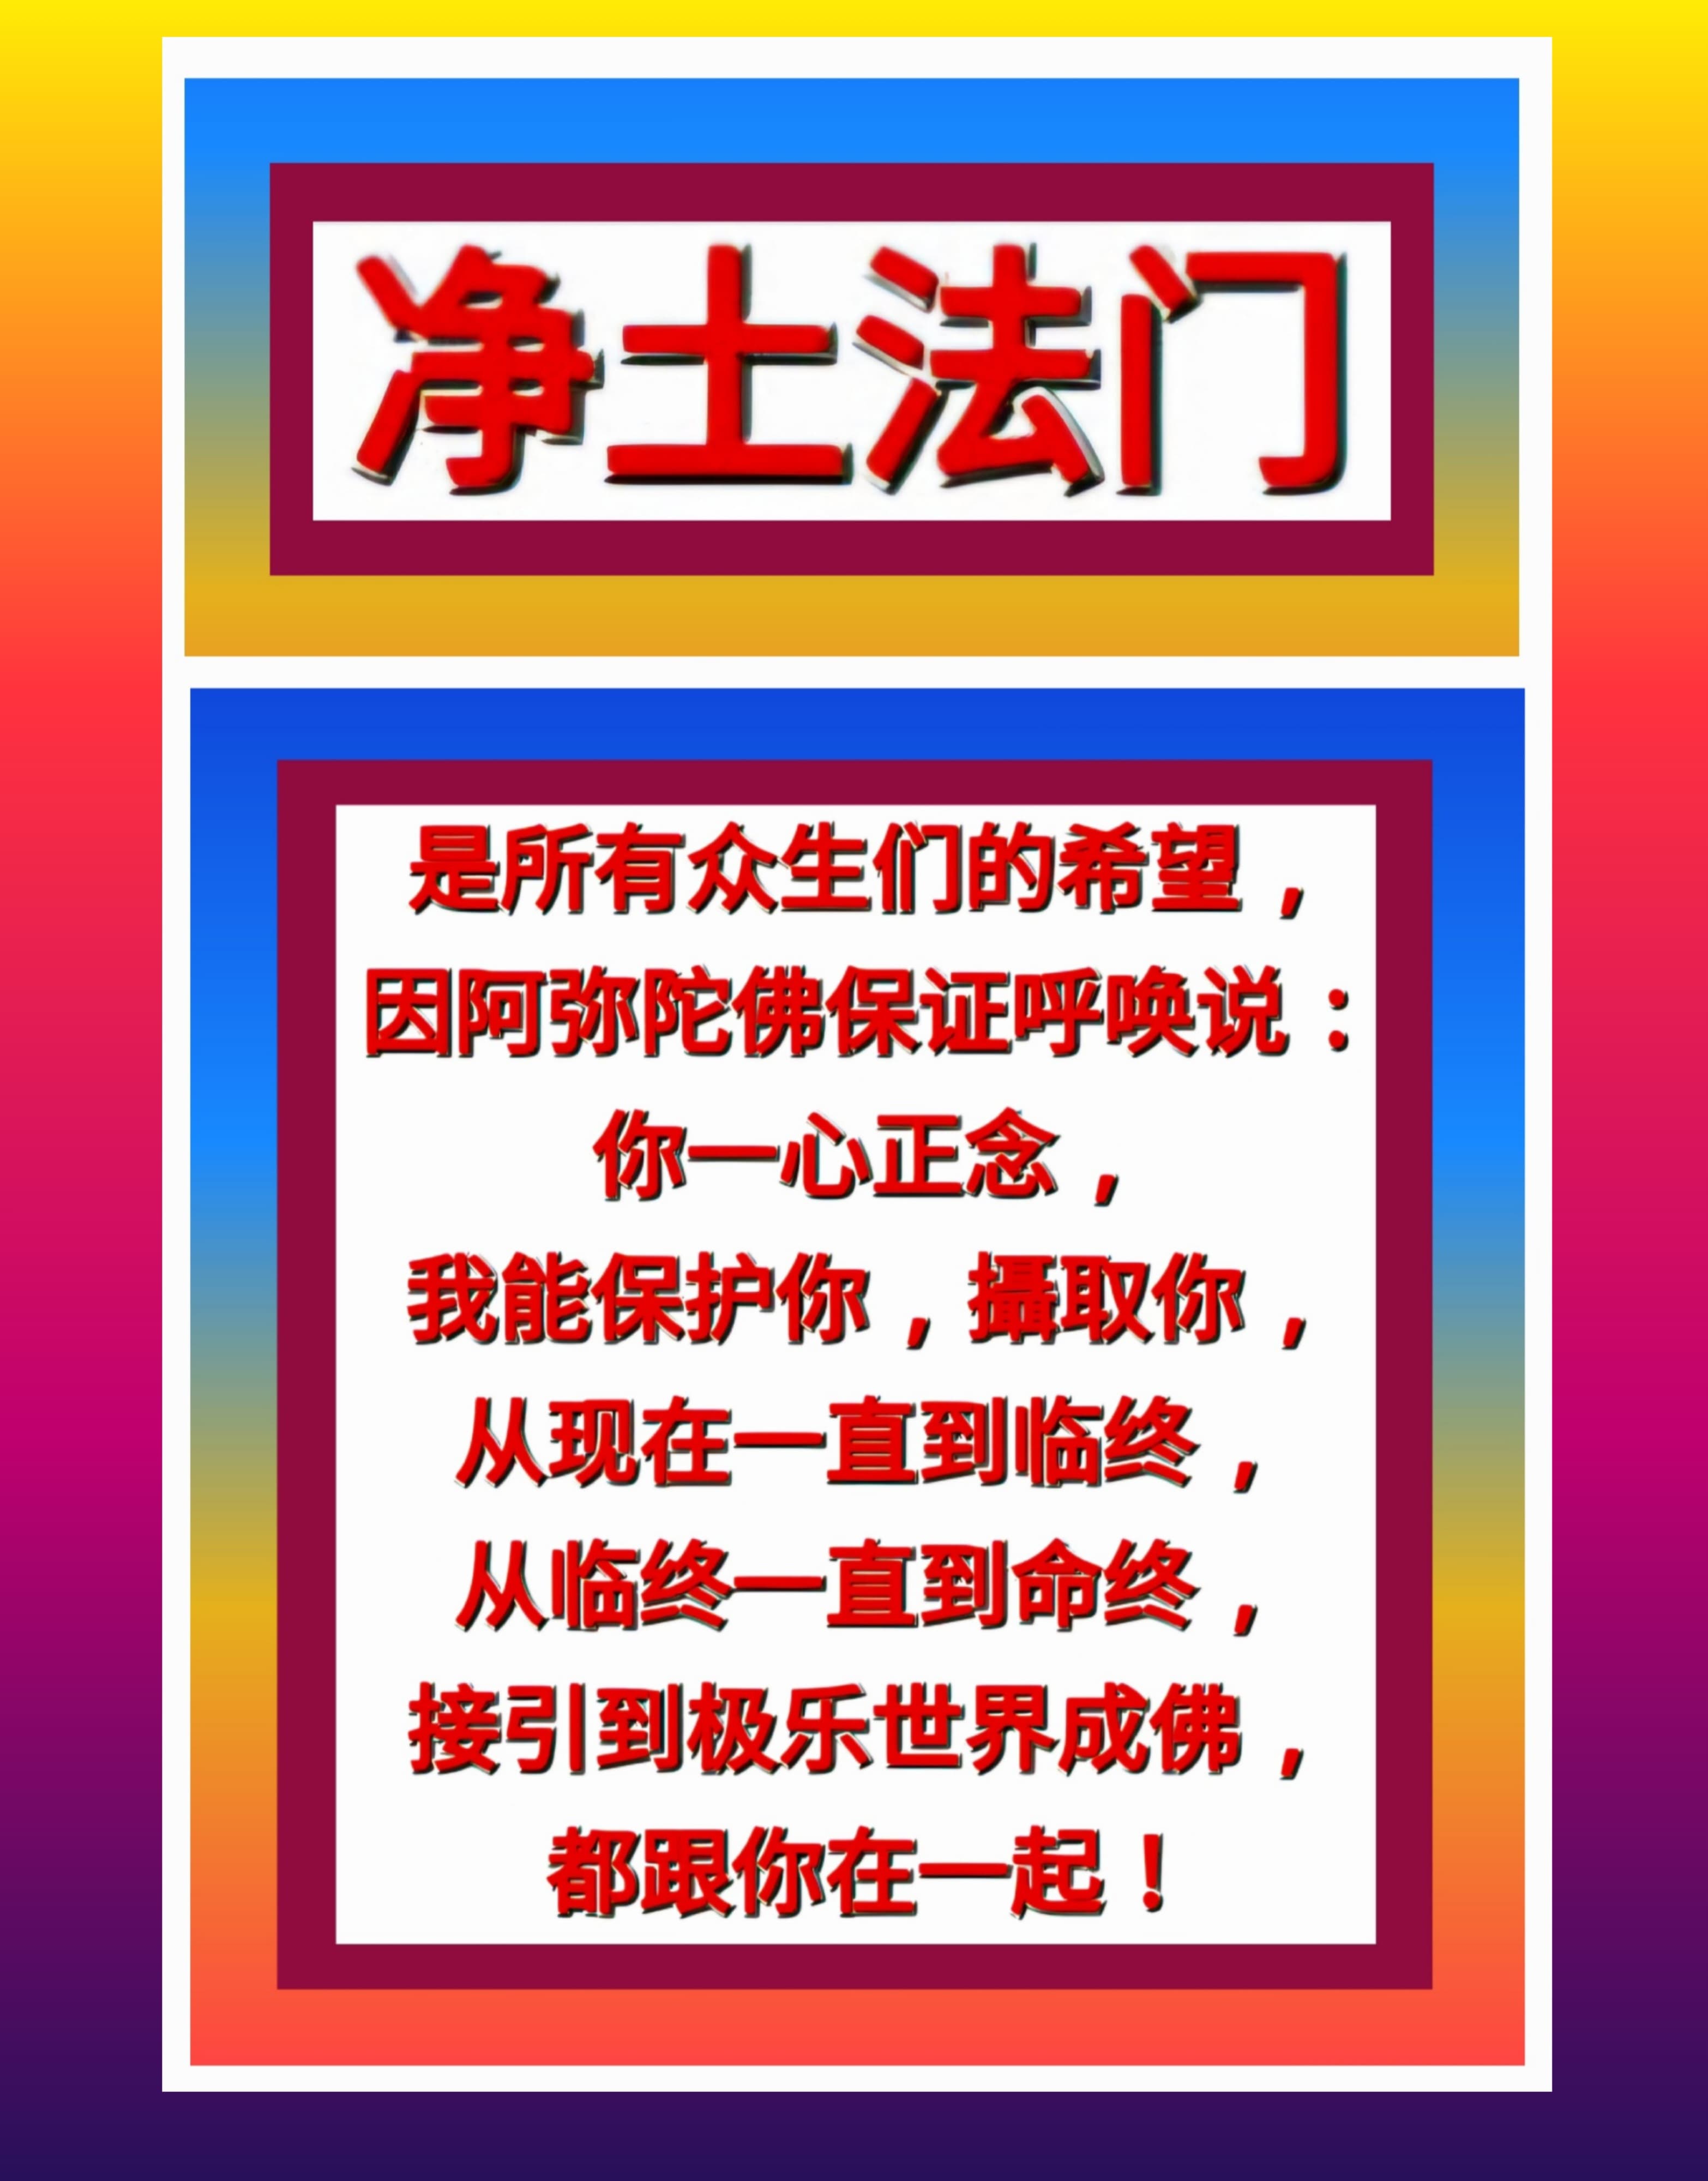 净土法门
是所有众生们的希望，
因阿弥陀佛保证呼唤说：
你一心正念，
我能保护你，攝取你，
从现在一直到临终，
从临终一直到命终，
接引到极乐世界成佛，
都跟你在一起！